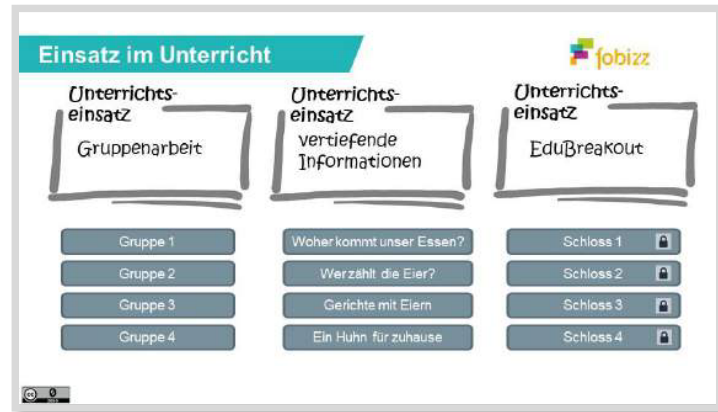 Einsatz im Unterricht
fobizz
Unterrichts-
einsatz
Gruppenarbeit
Gruppe 1
Gruppe 2
Gruppe 3
Gruppe 4
Unterrichts-
einsatz
vertiefende
Informationen
Woher kommt unser Essen?
Wer zählt die Eier?
Gerichte mit Eiern
Ein Huhn für zuhause
Unterrichts-
einsatz
EduBreakout
Schloss 1
Schloss 2
Schloss 3
Schloss 4
cc 0